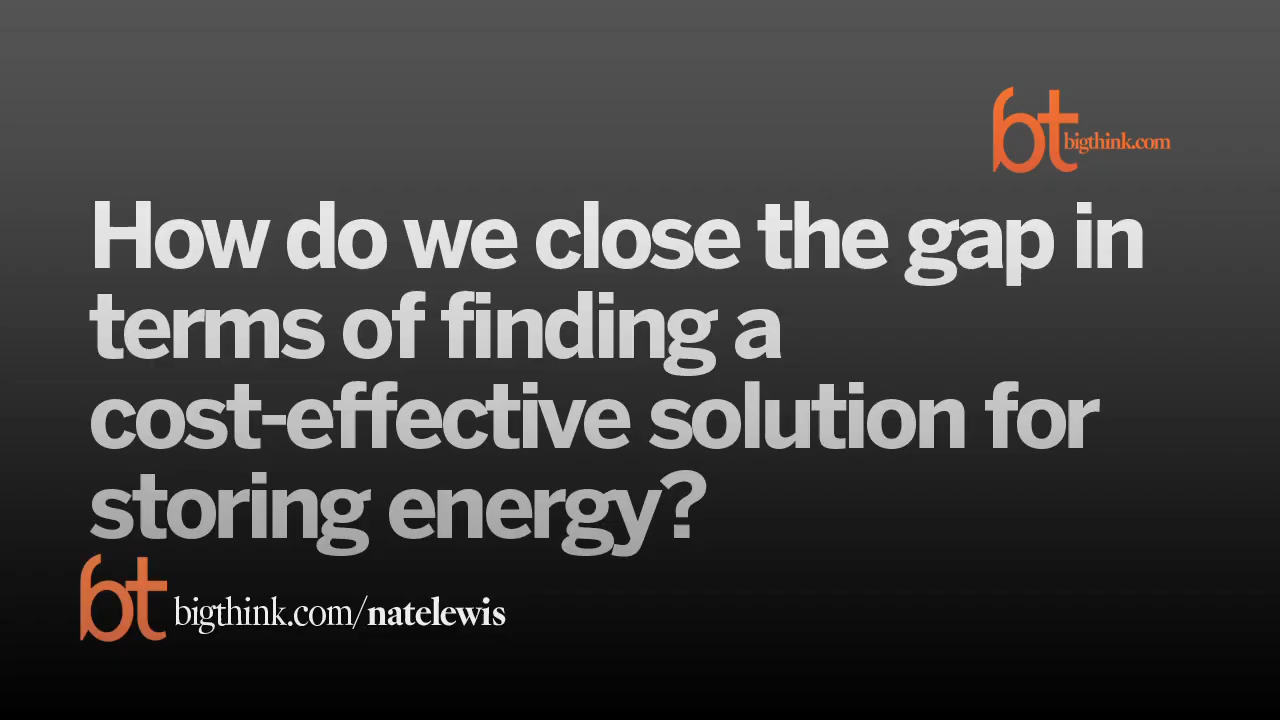 bt bigthink.com
How do we close the gap in
terms of finding a
cost-effective solution for
storing energy?
bt bigthink.com/natelewis